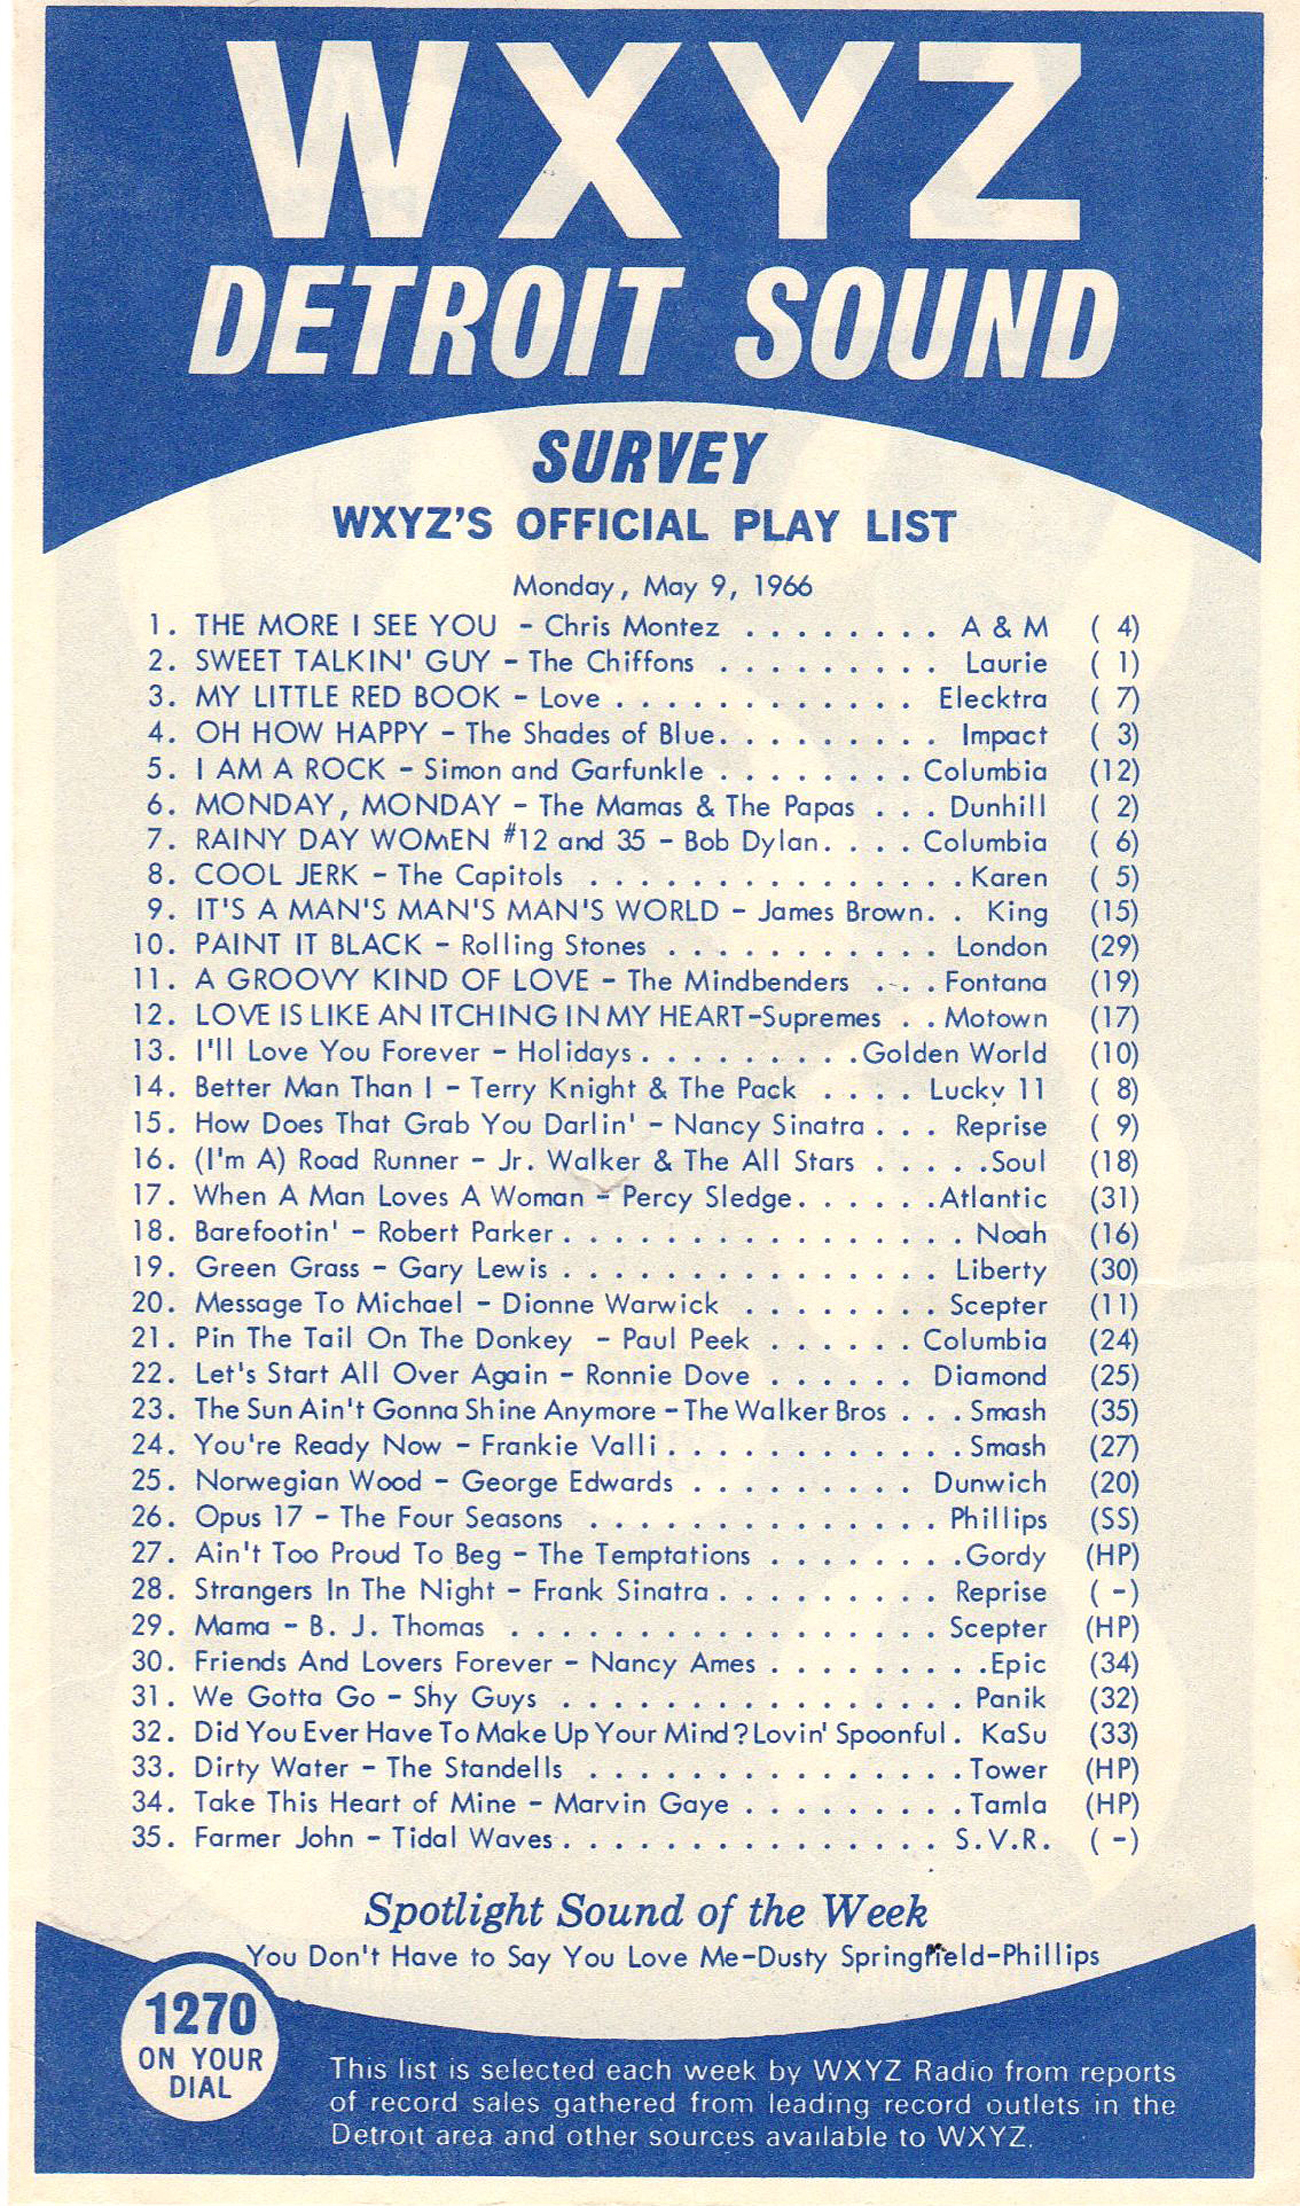 WXYZ
DETROIT SOUND
SURVEY
WXYZ'S OFFICIAL PLAY LIST
Monday, May 9, 1966
1. THE MORE I SEE YOU - Chris Montez . . . . . . . . A & M ( 4)
2. SWEET TALKIN' GUY - The Chiffons . . . . . . . . . Laurie ( 1)
3. MY LITTLE RED BOOK - Love . . . . . . . . . . . . Elecktra ( 7)
4. OH HOW HAPPY - The Shades of Blue. . . . . . . . . Impact ( 3)
5. I AM A ROCK - Simon and Garfunkle . . . . . . . . Columbia (12)
6. MONDAY, MONDAY - The Mamas & The Papas . . . Dunhill ( 2)
7. RAINY DAY WOMEN #12 and 35 - Bob Dylan. . . . Columbia ( 6)
8. COOL JERK - The Capitols . . . . . . . . . . . . . . . . Karen ( 5)
9. IT'S A MAN'S MAN'S MAN'S WORLD - James Brown. . King (15)
10. PAINT IT BLACK - Rolling Stones . . . . . . . . . . . London (29)
11. A GROOVY KIND OF LOVE - The Mindbenders . . . . Fontana (19)
12. LOVE IS LIKE AN ITCHING IN MY HEART-Supremes . . Motown (17)
13. I'll Love You Forever - Holidays . . . . . . . . . . Golden World (10)
14. Better Man Than I - Terry Knight & The Pack . . . . Lucky 11 ( 8)
15. How Does That Grab You Darlin' - Nancy Sinatra . . . Reprise ( 9)
16. (I'm A) Road Runner - Jr. Walker & The All Stars . . . . . .Soul (18)
17. When A Man Loves A Woman - Percy Sledge. . . . . . .Atlantic (31)
18. Barefootin' - Robert Parker . . . . . . . . . . . . . . . . Noah (16)
19. Green Grass - Gary Lewis . . . . . . . . . . . . . . . Liberty (30)
20. Message To Michael - Dionne Warwick . . . . . . . . Scepter (11)
21. Pin The Tail On The Donkey - Paul Peek . . . . . . Columbia (24)
22. Let's Start All Over Again - Ronnie Dove . . . . . . Diamond (25)
23. The Sun Ain't Gonna Shine Anymore - The Walker Bros . . . Smash (35)
24. You're Ready Now - Frankie Valli . . . . . . . . . . . . Smash (27)
25. Norwegian Wood - George Edwards . . . . . . . . . Dunwich (20)
26. Opus 17 - The Four Seasons . . . . . . . . . . . . . . Phillips (SS)
27. Ain't Too Proud To Beg - The Temptations . . . . . . . .Gordy (HP)
28. Strangers In The Night - Frank Sinatra . . . . . . . . . Reprise ( -)
29. Mama - B. J. Thomas . . . . . . . . . . . . . . . . . Scepter (HP)
30. Friends And Lovers Forever - Nancy Ames . . . . . . . . .Epic (34)
31. We Gotta Go - Shy Guys . . . . . . . . . . . . . . . . Panik (32)
32. Did You Ever Have To Make Up Your Mind? Lovin' Spoonful . KaSu (33)
33. Dirty Water - The Standells . . . . . . . . . . . . . . . Tower (HP)
34. Take This Heart of Mine - Marvin Gaye . . . . . . . . . Tamla (HP)
35. Farmer John - Tidal Waves . . . . . . . . . . . . . . . S.V.R. ( -)
Spotlight Sound of the Week
You Don't Have to Say You Love Me-Dusty Springfield-Phillips
1270
ON YOUR
DIAL
This list is selected each week by WXYZ Radio from reports
of record sales gathered from leading record outlets in the
Detroit area and other sources available to WXYZ.